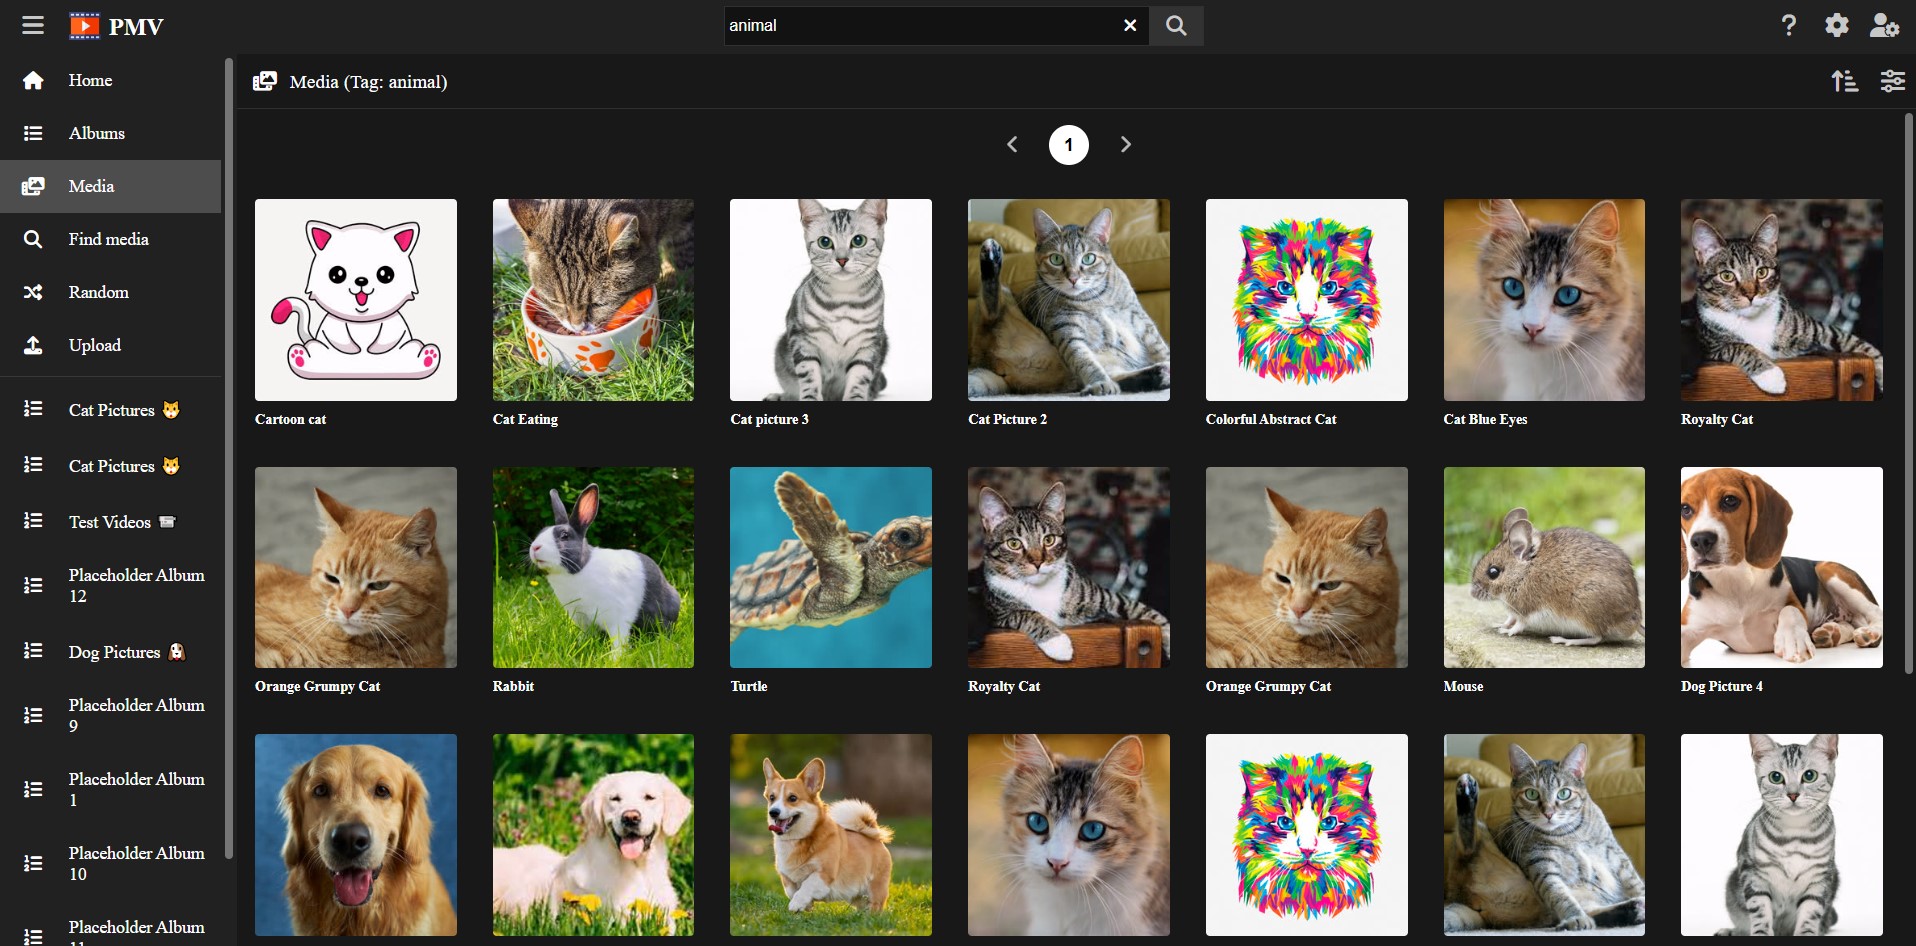 PMV
animal
Home
Albums
Media
Find media
Random
Upload
Cat Pictures 🐱
Cat Pictures 🐱
Test Videos
Placeholder Album
12
Dog Pictures 🐶
Placeholder Album
9
Placeholder Album
1
Placeholder Album
10
Placeholder Album
Media (Tag: animal)
1
Cartoon cat
Cat Eating
Cat picture 3
Cat Picture 2
Colorful Abstract Cat
Cat Blue Eyes
Royalty Cat
Orange Grumpy Cat
Rabbit
Turtle
Royalty Cat
Orange Grumpy Cat
Mouse
Dog Picture 4